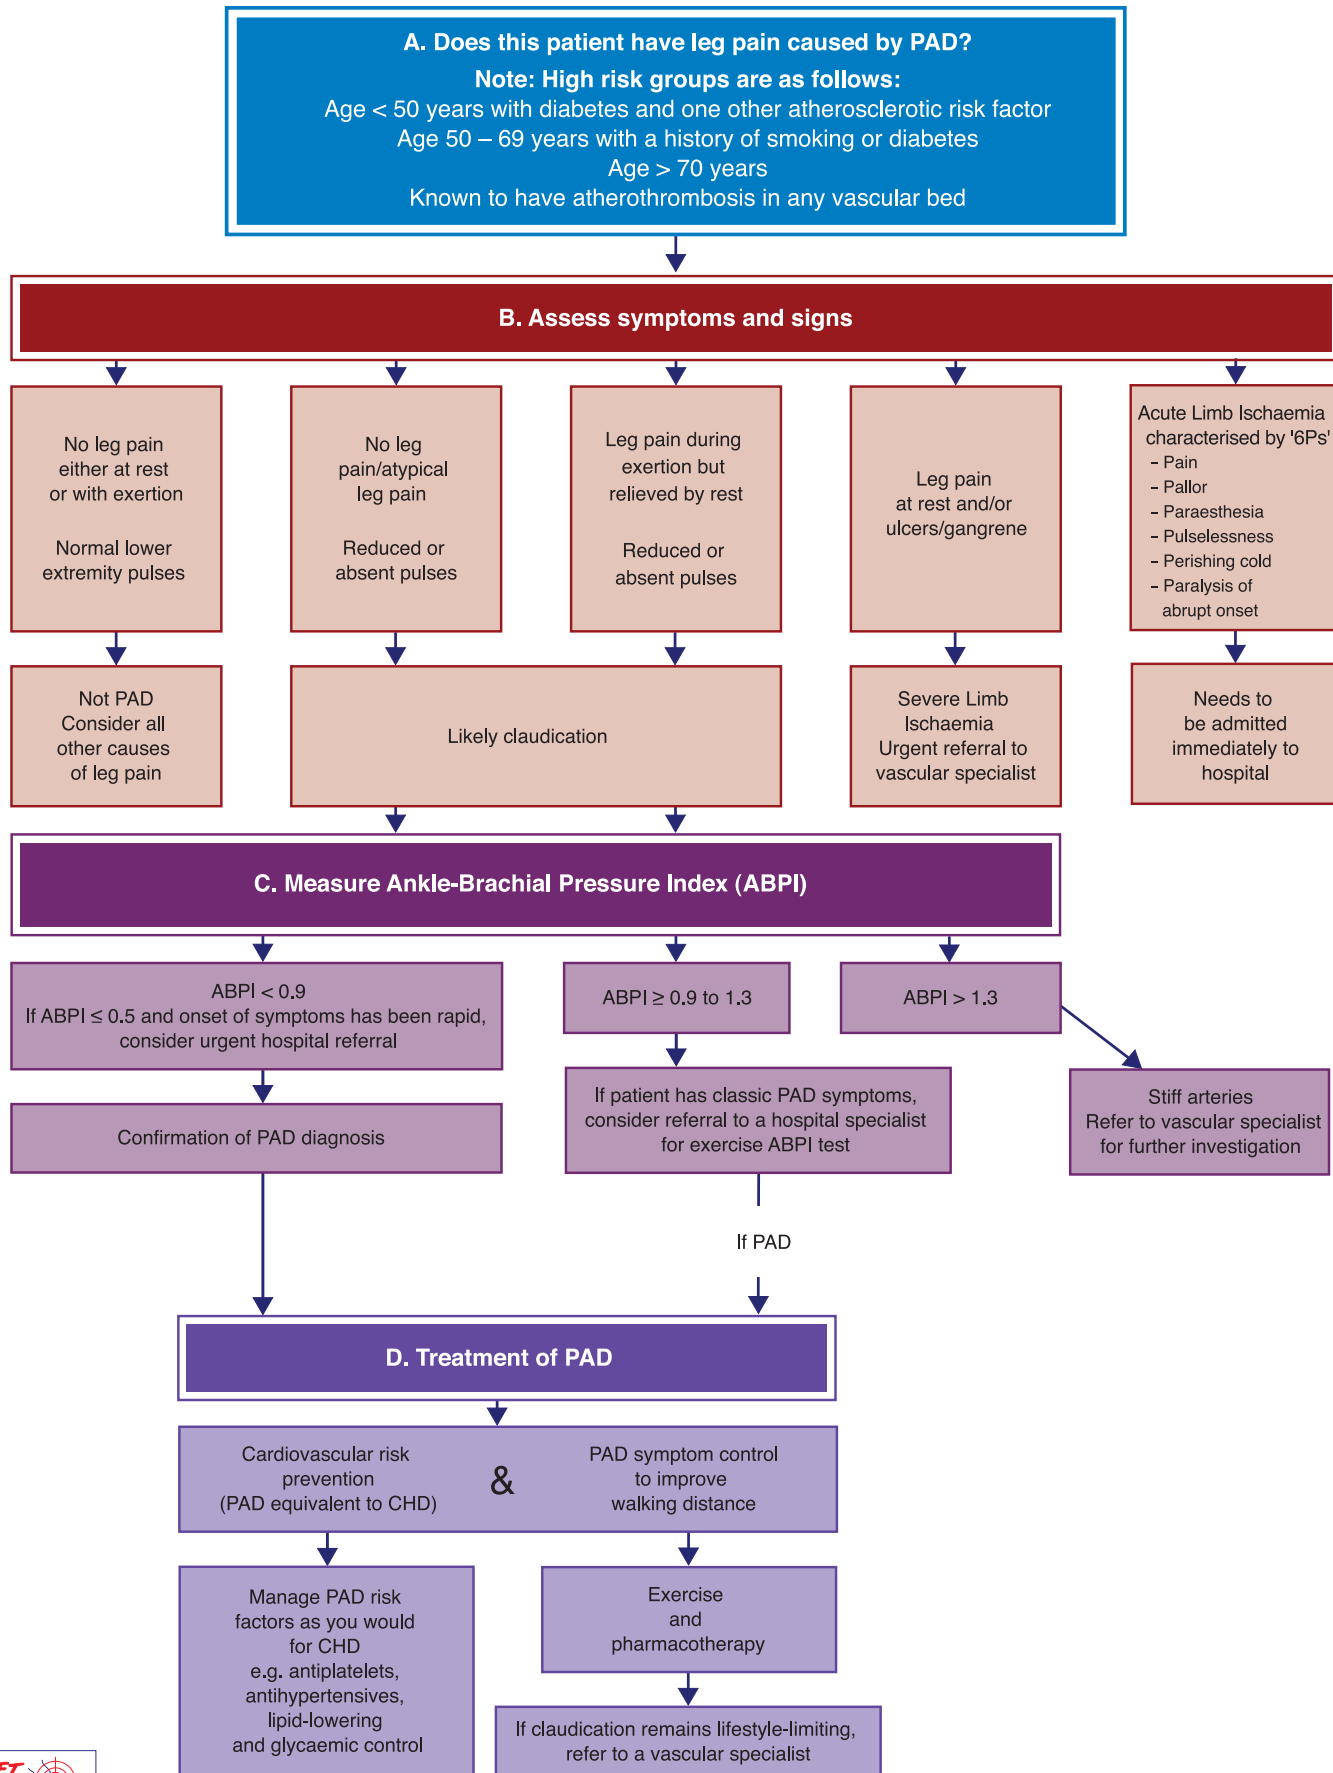 A. Does this patient have leg pain caused by PAD?
Note: High risk groups are as follows:
Age < 50 years with diabetes and one other atherosclerotic risk factor
Age 50 – 69 years with a history of smoking or diabetes
Age > 70 years
Known to have atherothrombosis in any vascular bed
B. Assess symptoms and signs
No leg pain
either at rest
or with exertion
Normal lower
extremity pulses
No leg
pain/atypical
leg pain
Reduced or
absent pulses
Leg pain during
exertion but
relieved by rest
Reduced or
absent pulses
Leg pain
at rest and/or
ulcers/gangrene
Acute Limb Ischaemia
characterised by '6Ps'
– Pain
– Pallor
– Paraesthesia
– Pulselessness
– Perishing cold
– Paralysis of
abrupt onset
Not PAD
Consider all
other causes
of leg pain
Likely claudication
Severe Limb
Ischaemia
Urgent referral to
vascular specialist
Needs to
be admitted
immediately to
hospital
C. Measure Ankle-Brachial Pressure Index (ABPI)
ABPI < 0.9
If ABPI ≤ 0.5 and onset of symptoms has been rapid,
consider urgent hospital referral
ABPI ≥ 0.9 to 1.3
ABPI > 1.3
Confirmation of PAD diagnosis
If patient has classic PAD symptoms,
consider referral to a hospital specialist
for exercise ABPI test
Stiff arteries
Refer to vascular specialist
for further investigation
If PAD
D. Treatment of PAD
Cardiovascular risk
prevention
(PAD equivalent to CHD)
&
PAD symptom control
to improve
walking distance
Manage PAD risk
factors as you would
for CHD
e.g. antiplatelets,
antihypertensives,
lipid-lowering
and glycaemic control
Exercise
and
pharmacotherapy
If claudication remains lifestyle-limiting,
refer to a vascular specialist